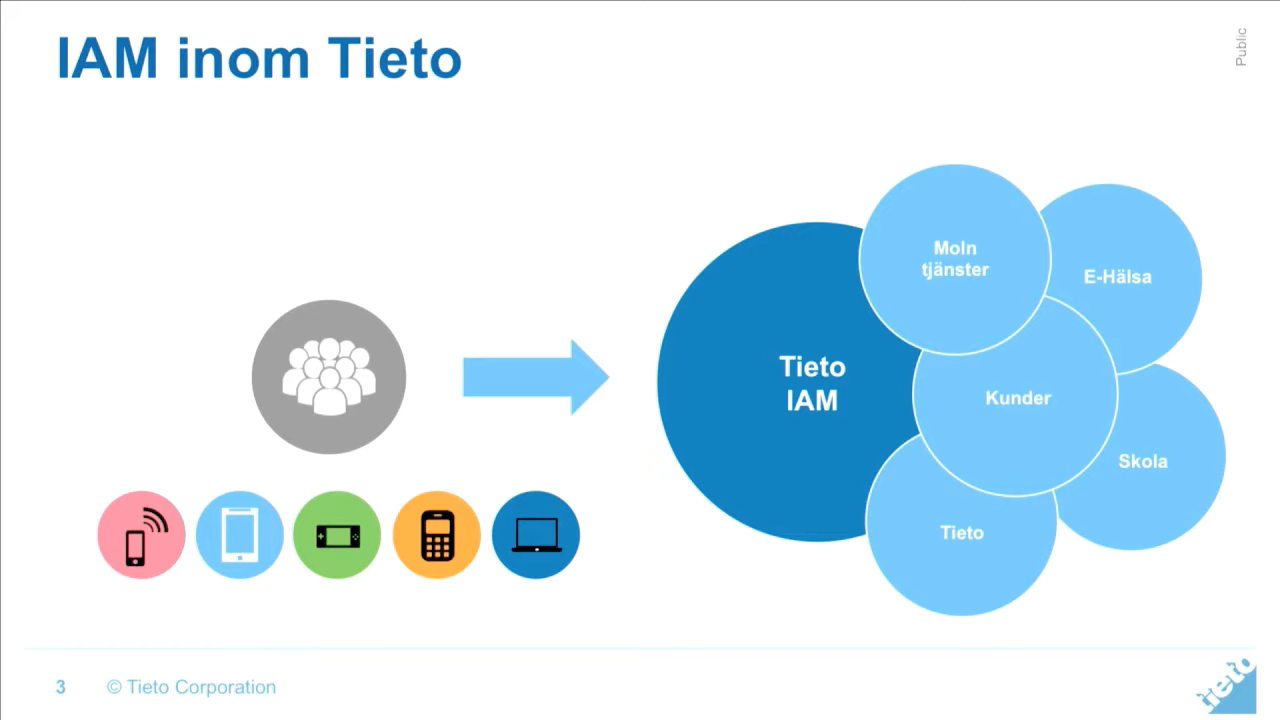 IAM inom Tieto
Public
Moln
tjänster
E-Hälsa
Tieto
IAM
Kunder
Skola
Tieto
3
© Tieto Corporation
tieto